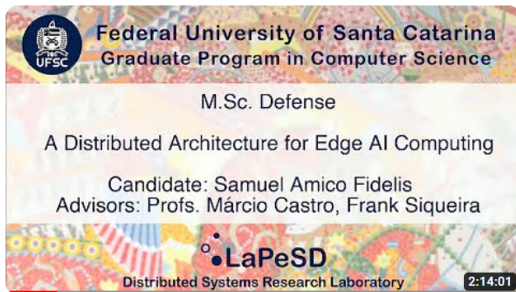 Federal University of Santa Catarina
Graduate Program in Computer Science
UFSC
M.Sc. Defense
A Distributed Architecture for Edge AI Computing
Candidate: Samuel Amico Fidelis
Advisors: Profs. Márcio Castro, Frank Siqueira
LaPeSD
Distributed Systems Research Laboratory
2:14:01